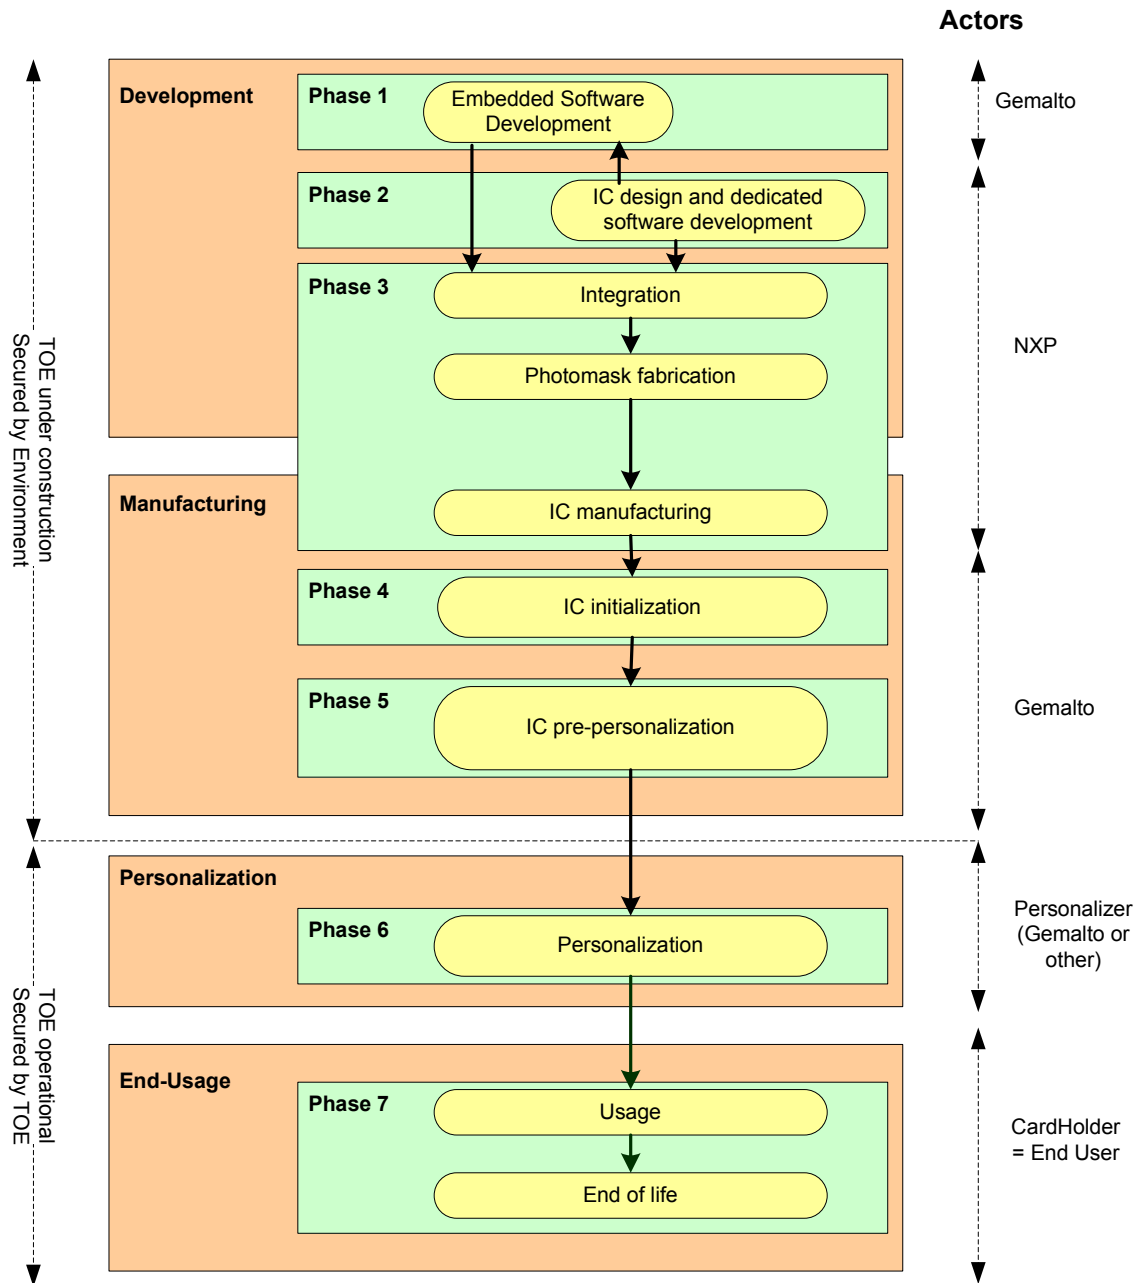 Actors
Development
Phase 1
Embedded Software
Development
Gemalto
Phase 2
IC design and dedicated
software development
Phase 3
Integration
NXP
Photomask fabrication
TOE under construction
Secured by Environment
Manufacturing
IC manufacturing
Phase 4
IC initialization
Phase 5
IC pre-personalization
Gemalto
Personalization
Phase 6
Personalization
Personalizer
(Gemalto or
other)
TOE operational
Secured by TOE
End-Usage
Phase 7
Usage
CardHolder
= End User
End of life